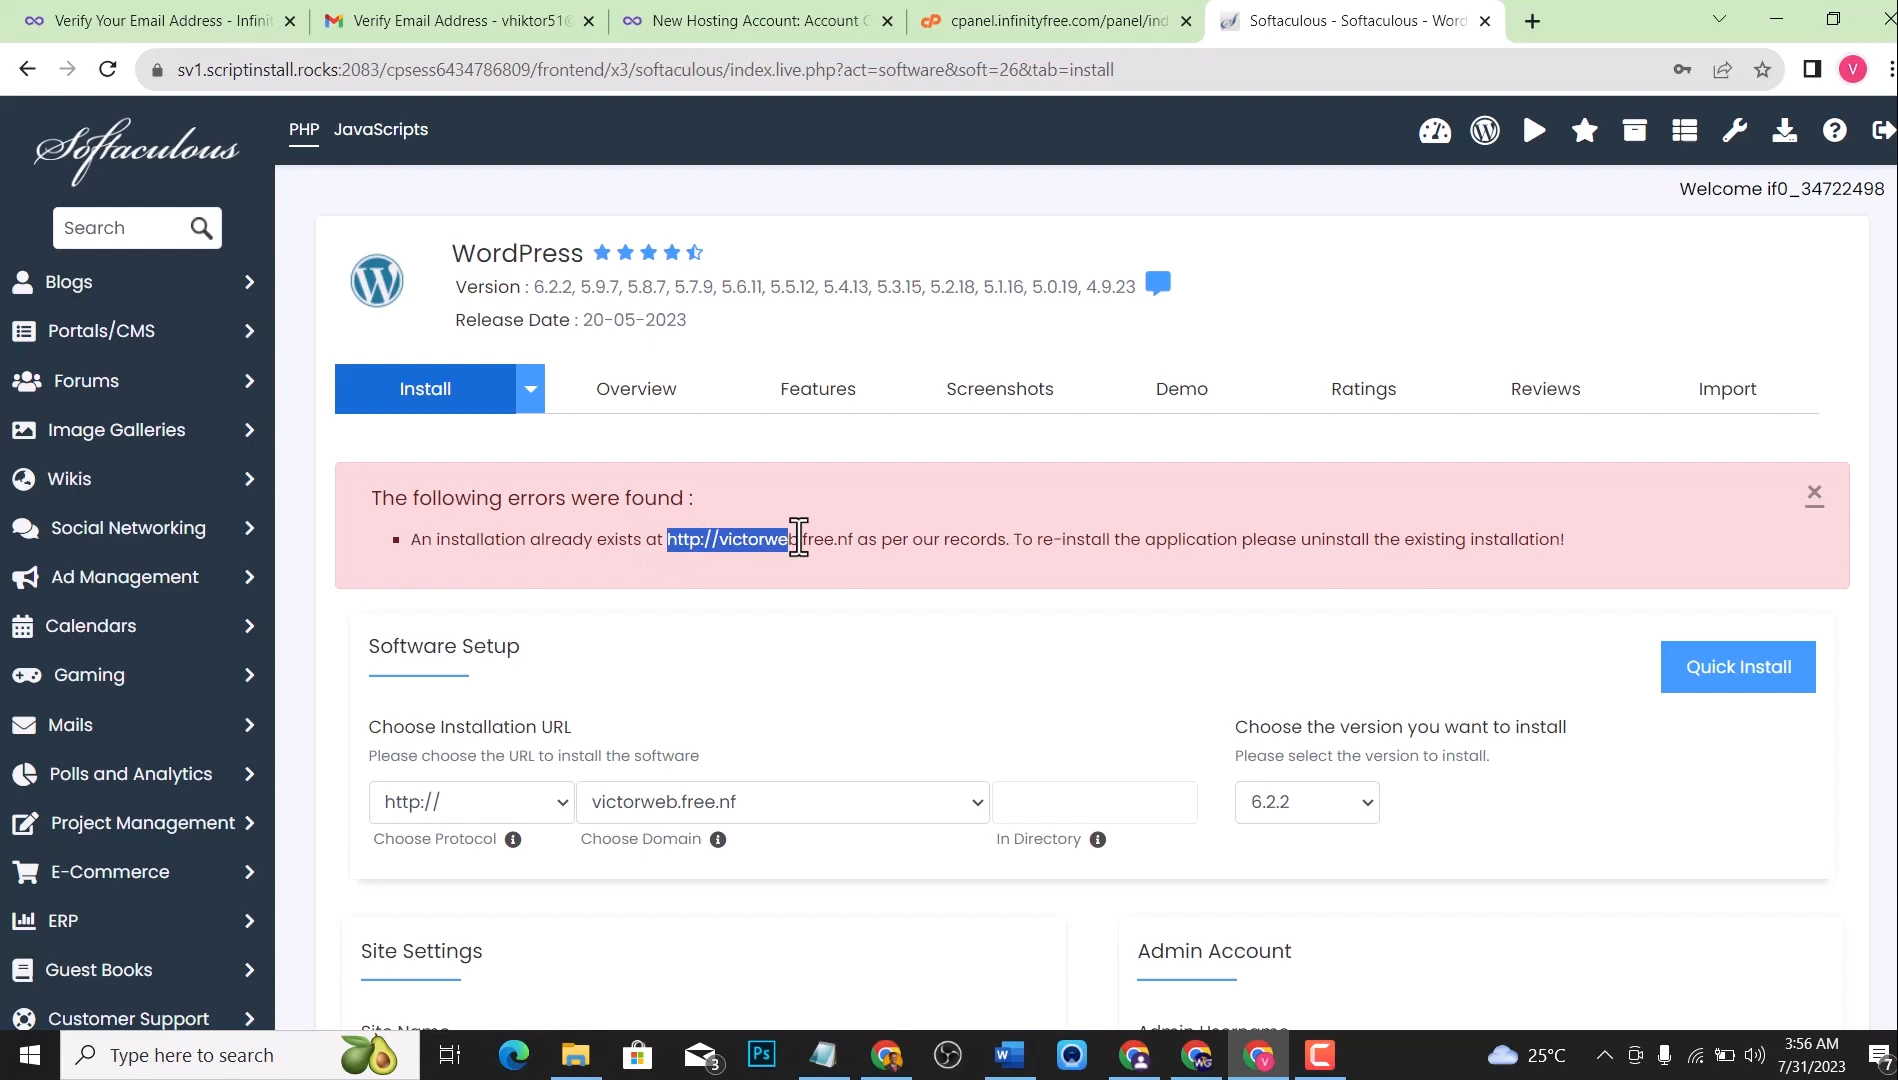 Verify Your Email Address - Infinit
Verify Email Address - vhiktor51@
New Hosting Account: Account C
cpanel.infinityfree.com/panel/ind
Softaculous - Softaculous - Word
sv1.scriptinstall.rocks:2083/cpsess6434786809/frontend/x3/softaculous/index.live.php?act=software&soft=26&tab=install
V
Softaculous
PHP
JavaScripts
Welcome if0_34722498
Search
Blogs
Portals/CMS
Forums
Image Galleries
Wikis
Social Networking
Ad Management
Calendars
Gaming
Mails
Polls and Analytics
Project Management
E-Commerce
ERP
Guest Books
Customer Support
WordPress
Version : 6.2.2, 5.9.7, 5.8.7, 5.7.9, 5.6.11, 5.5.12, 5.4.13, 5.3.15, 5.2.18, 5.1.16, 5.0.19, 4.9.23
Release Date : 20-05-2023
Install
Overview
Features
Screenshots
Demo
Ratings
Reviews
Import
The following errors were found :
An installation already exists at http://victorweb.free.nf as per our records. To re-install the application please uninstall the existing installation!
Software Setup
Quick Install
Choose Installation URL
Please choose the URL to install the software
Choose the version you want to install
Please select the version to install.
http://
victorweb.free.nf
6.2.2
Choose Protocol
Choose Domain
In Directory
Site Settings
Admin Account
Site Name
Admin Username
Type here to search
3
Ps
25°C
3:56 AM
7/31/2023
7